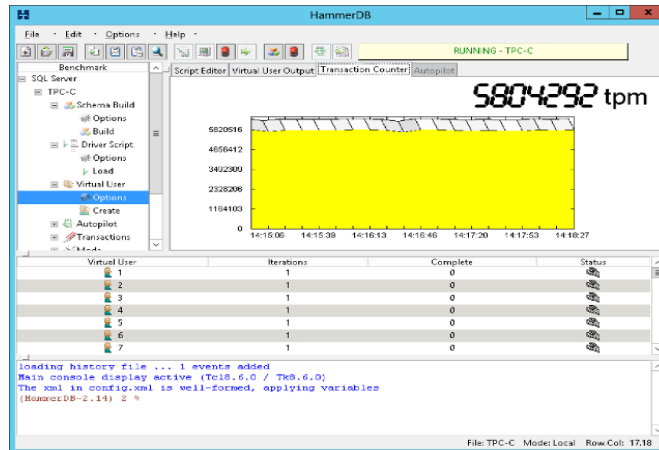 HammerDB
File Edit Options Help
RUNNING - TPC-C
Benchmark
Script Editor Virtual User Output Transaction Counter Autopilot
SQL Server
TPC-C
Schema Build
Options
Build
Driver Script
Options
Load
Virtual User
Options
Create
Autopilot
Transactions
Mode
5804292 tpm
5820516
4656412
3492309
2328206
1164103
0
14:15:06 14:15:39 14:16:13 14:16:46 14:17:20 14:17:53 14:18:27
Virtual User Iterations Complete Status
1 1 0
2 1 0
3 1 0
4 1 0
5 1 0
6 1 0
7 1 0
loading history file ... 1 events added
Main console display active (Tcl8.6.0 / Tk8.6.0)
The xml in config.xml is well-formed, applying variables
(HammerDB-2.14) 2 %
File: TPC-C Mode: Local Row.Col: 17.18